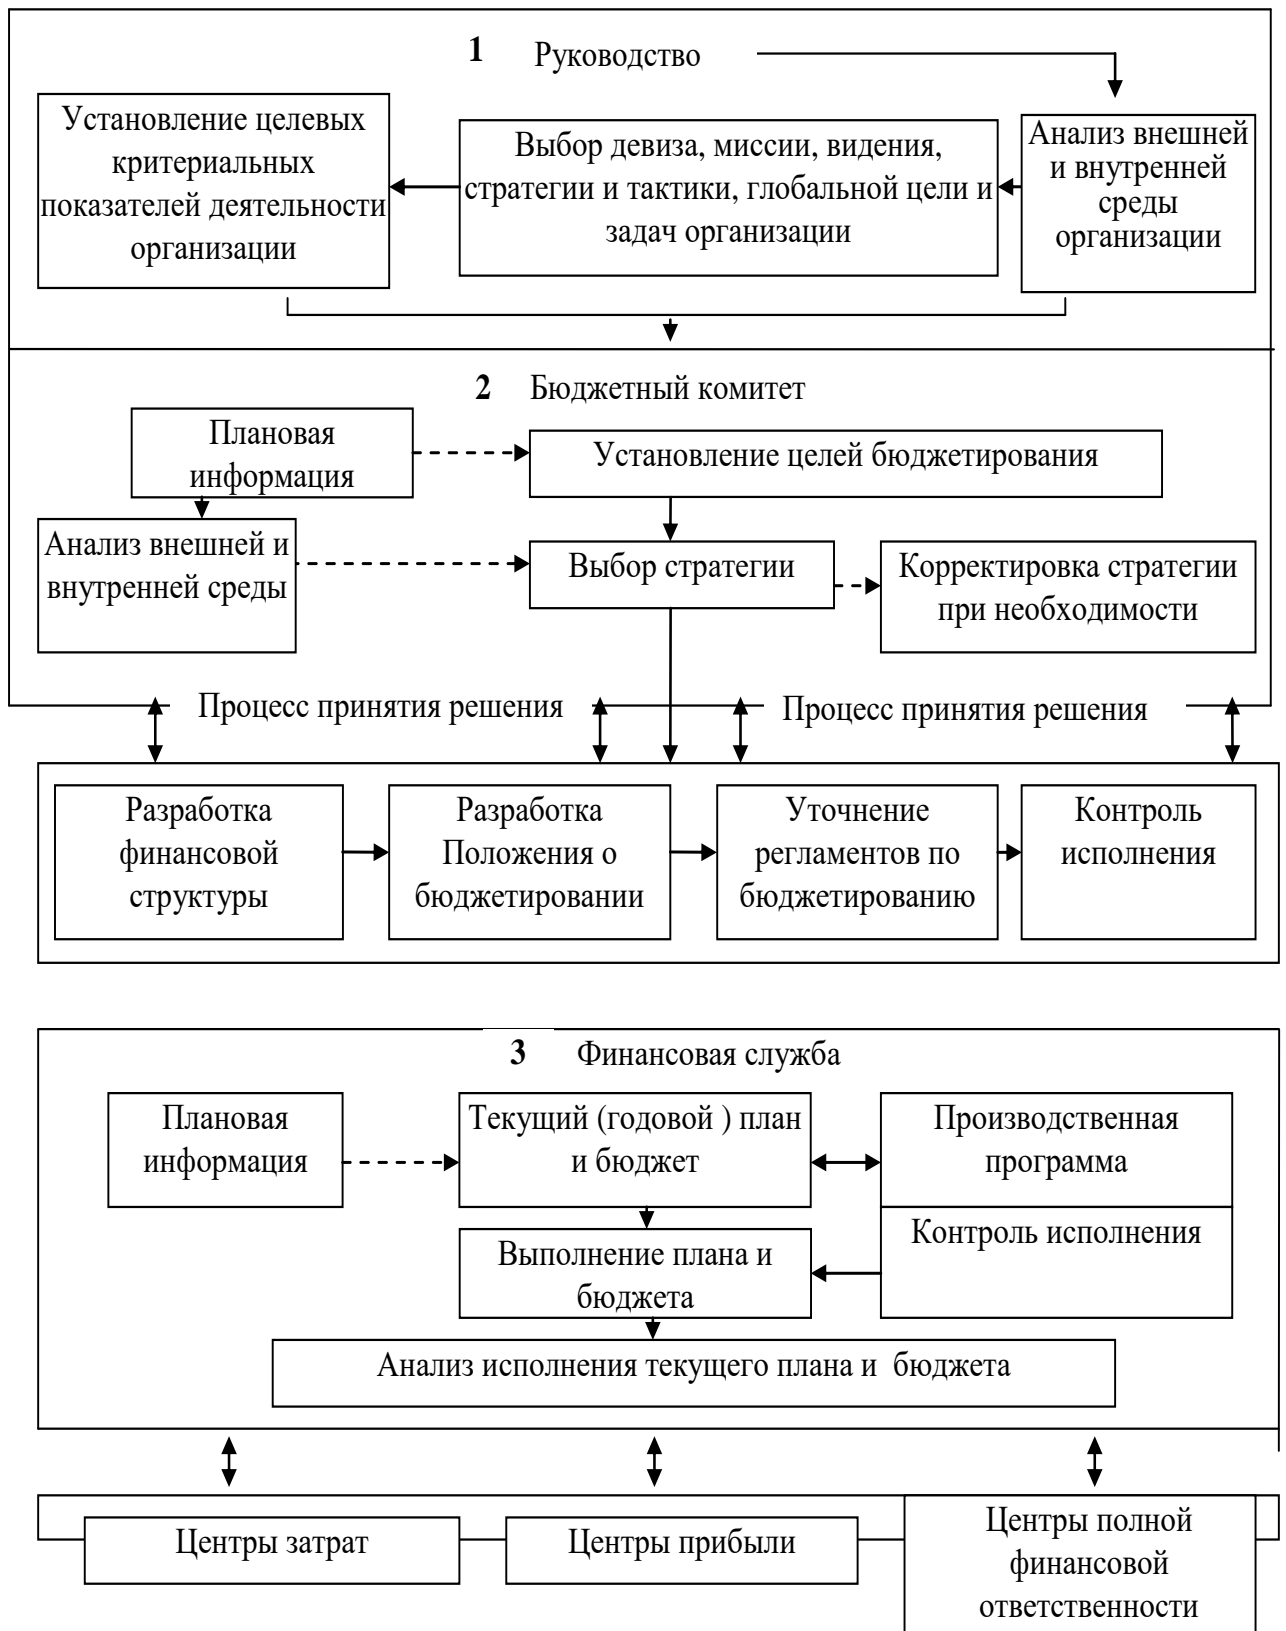 1 Руководство
Установление целевых
критериальных
показателей деятельности
организации
Выбор девиза, миссии, видения,
стратегии и тактики, глобальной цели и
задач организации
Анализ внешней
и внутренней
среды
организации
2 Бюджетный комитет
Плановая
информация
Установление целей бюджетирования
Анализ внешней и
внутренней среды
Выбор стратегии
Корректировка стратегии
при необходимости
Процесс принятия решения
Процесс принятия решения
Разработка
финансовой
структуры
Разработка
Положения о
бюджетировании
Уточнение
регламентов по
бюджетированию
Контроль
исполнения
3 Финансовая служба
Плановая
информация
Текущий (годовой ) план
и бюджет
Производственная
программа
Выполнение плана и
бюджета
Контроль исполнения
Анализ исполнения текущего плана и бюджета
Центры затрат
Центры прибыли
Центры полной
финансовой
ответственности